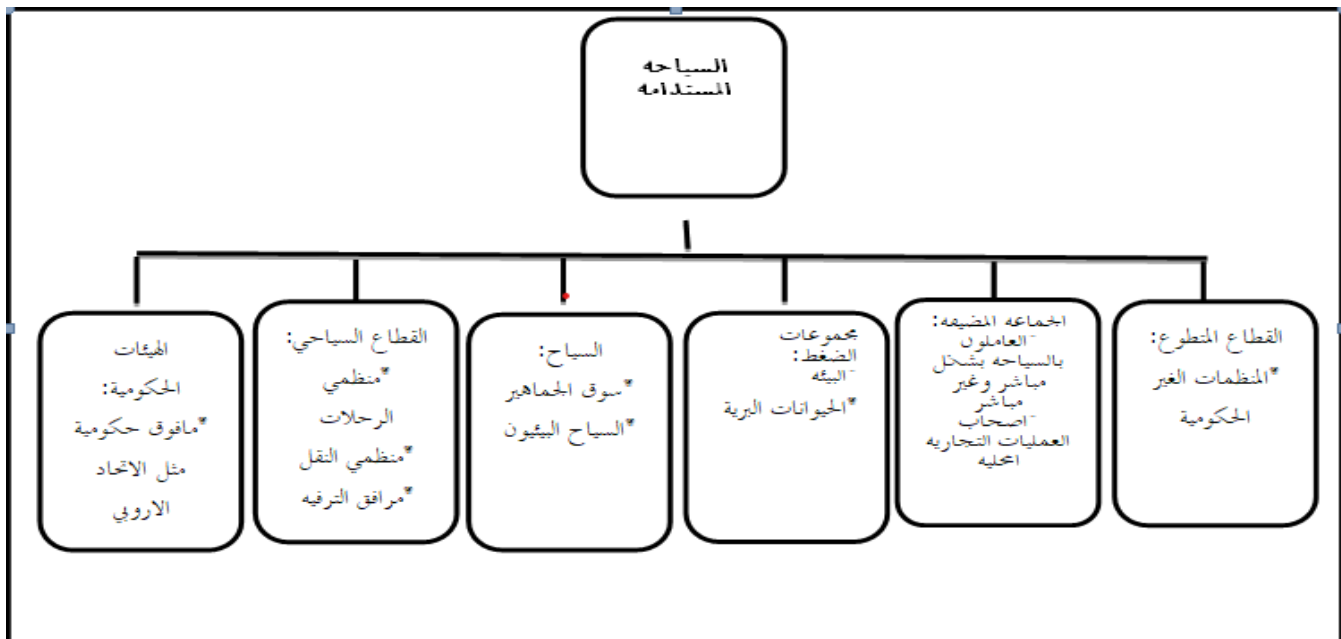 السياحه
المستدامه
القطاع المتطوع:
*المنظمات الغير
الحكومية
الجماعه المضيفه:
-العاملون
بالسياحه بشكل
مباشر وغير
مباشر
-اصحاب
العمليات التجاريه
المحليه
مجموعات
الضغط:
-البيئه
*الحيوانات البرية
السياح:
*سوق الجماهير
*السياح البيئيون
القطاع السياحي:
*منظمي
الرحلات
*منظمي النقل
*مرافق الترفيه
الهيئات
الحكومية:
*مافوق حكومية
مثل الاتحاد
الاروبي